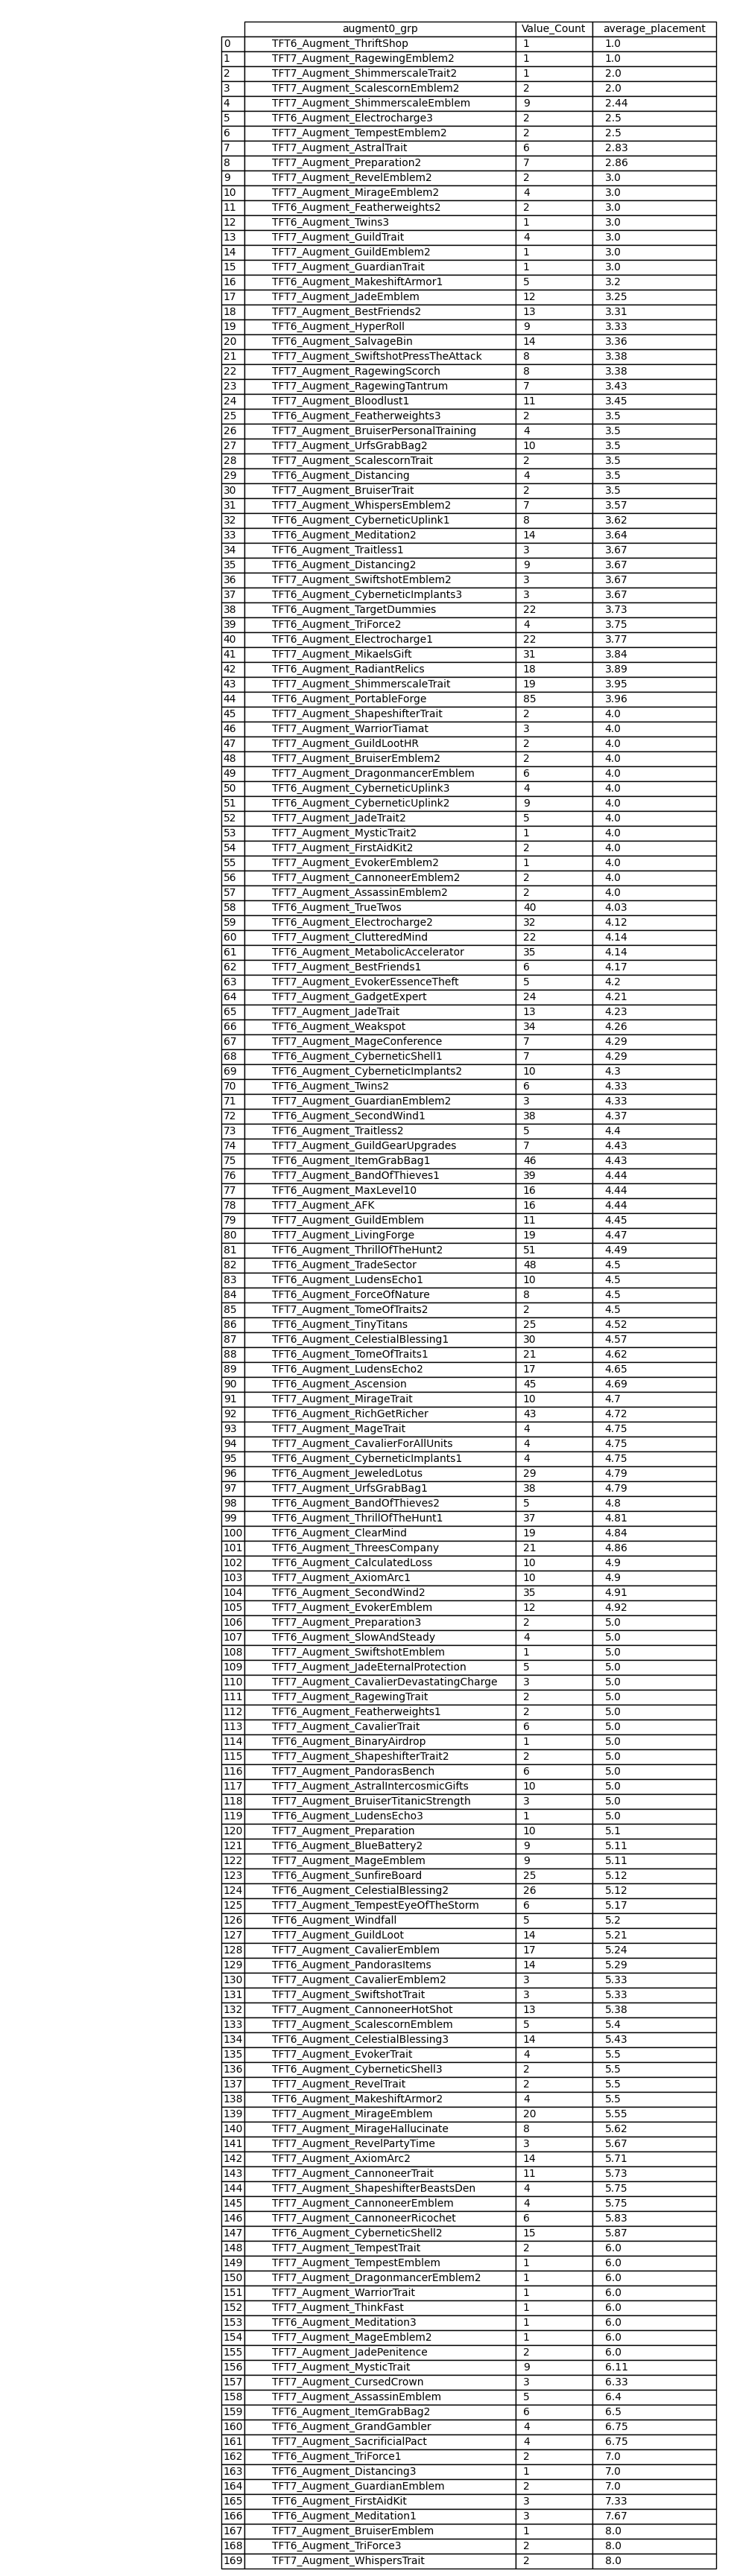 augment0_grp Value_Count average_placement
0 TFT6_Augment_ThriftShop 1 1.0
1 TFT7_Augment_RagewingEmblem2 1 1.0
2 TFT7_Augment_ShimmerscaleTrait2 1 2.0
3 TFT7_Augment_ScalescornEmblem2 2 2.0
4 TFT7_Augment_ShimmerscaleEmblem 9 2.44
5 TFT6_Augment_Electrocharge3 2 2.5
6 TFT7_Augment_TempestEmblem2 2 2.5
7 TFT7_Augment_AstralTrait 6 2.83
8 TFT7_Augment_Preparation2 7 2.86
9 TFT7_Augment_RevelEmblem2 2 3.0
10 TFT7_Augment_MirageEmblem2 4 3.0
11 TFT6_Augment_Featherweights2 2 3.0
12 TFT6_Augment_Twins3 1 3.0
13 TFT7_Augment_GuildTrait 4 3.0
14 TFT7_Augment_GuildEmblem2 1 3.0
15 TFT7_Augment_GuardianTrait 1 3.0
16 TFT6_Augment_MakeshiftArmor1 5 3.2
17 TFT7_Augment_JadeEmblem 12 3.25
18 TFT7_Augment_BestFriends2 13 3.31
19 TFT6_Augment_HyperRoll 9 3.33
20 TFT6_Augment_SalvageBin 14 3.36
21 TFT7_Augment_SwiftshotPressTheAttack 8 3.38
22 TFT7_Augment_RagewingScorch 8 3.38
23 TFT7_Augment_RagewingTantrum 7 3.43
24 TFT7_Augment_Bloodlust1 11 3.45
25 TFT6_Augment_Featherweights3 2 3.5
26 TFT7_Augment_BruiserPersonalTraining 4 3.5
27 TFT7_Augment_UrfsGrabBag2 10 3.5
28 TFT7_Augment_ScalescornTrait 2 3.5
29 TFT6_Augment_Distancing 4 3.5
30 TFT7_Augment_BruiserTrait 2 3.5
31 TFT7_Augment_WhispersEmblem2 7 3.57
32 TFT6_Augment_CyberneticUplink1 8 3.62
33 TFT6_Augment_Meditation2 14 3.64
34 TFT6_Augment_Traitless1 3 3.67
35 TFT6_Augment_Distancing2 9 3.67
36 TFT7_Augment_SwiftshotEmblem2 3 3.67
37 TFT6_Augment_CyberneticImplants3 3 3.67
38 TFT6_Augment_TargetDummies 22 3.73
39 TFT6_Augment_TriForce2 4 3.75
40 TFT6_Augment_Electrocharge1 22 3.77
41 TFT7_Augment_MikaelsGift 31 3.84
42 TFT6_Augment_RadiantRelics 18 3.89
43 TFT7_Augment_ShimmerscaleTrait 19 3.95
44 TFT6_Augment_PortableForge 85 3.96
45 TFT7_Augment_ShapeshifterTrait 2 4.0
46 TFT7_Augment_WarriorTiamat 3 4.0
47 TFT7_Augment_GuildLootHR 2 4.0
48 TFT7_Augment_BruiserEmblem2 2 4.0
49 TFT7_Augment_DragonmancerEmblem 6 4.0
50 TFT6_Augment_CyberneticUplink3 4 4.0
51 TFT6_Augment_CyberneticUplink2 9 4.0
52 TFT7_Augment_JadeTrait2 5 4.0
53 TFT7_Augment_MysticTrait2 1 4.0
54 TFT7_Augment_FirstAidKit2 2 4.0
55 TFT7_Augment_EvokerEmblem2 1 4.0
56 TFT7_Augment_CannoneerEmblem2 2 4.0
57 TFT7_Augment_AssassinEmblem2 2 4.0
58 TFT6_Augment_TrueTwos 40 4.03
59 TFT6_Augment_Electrocharge2 32 4.12
60 TFT7_Augment_ClutteredMind 22 4.14
61 TFT6_Augment_MetabolicAccelerator 35 4.14
62 TFT7_Augment_BestFriends1 6 4.17
63 TFT7_Augment_EvokerEssenceTheft 5 4.2
64 TFT7_Augment_GadgetExpert 24 4.21
65 TFT7_Augment_JadeTrait 13 4.23
66 TFT6_Augment_Weakspot 34 4.26
67 TFT7_Augment_MageConference 7 4.29
68 TFT6_Augment_CyberneticShell1 7 4.29
69 TFT6_Augment_CyberneticImplants2 10 4.3
70 TFT6_Augment_Twins2 6 4.33
71 TFT7_Augment_GuardianEmblem2 3 4.33
72 TFT6_Augment_SecondWind1 38 4.37
73 TFT6_Augment_Traitless2 5 4.4
74 TFT7_Augment_GuildGearUpgrades 7 4.43
75 TFT6_Augment_ItemGrabBag1 46 4.43
76 TFT7_Augment_BandOfThieves1 39 4.44
77 TFT6_Augment_MaxLevel10 16 4.44
78 TFT7_Augment_AFK 16 4.44
79 TFT7_Augment_GuildEmblem 11 4.45
80 TFT7_Augment_LivingForge 19 4.47
81 TFT6_Augment_ThrillOfTheHunt2 51 4.49
82 TFT6_Augment_TradeSector 48 4.5
83 TFT6_Augment_LudensEcho1 10 4.5
84 TFT6_Augment_ForceOfNature 8 4.5
85 TFT7_Augment_TomeOfTraits2 2 4.5
86 TFT6_Augment_TinyTitans 25 4.52
87 TFT6_Augment_CelestialBlessing1 30 4.57
88 TFT6_Augment_TomeOfTraits1 21 4.62
89 TFT6_Augment_LudensEcho2 17 4.65
90 TFT6_Augment_Ascension 45 4.69
91 TFT7_Augment_MirageTrait 10 4.7
92 TFT6_Augment_RichGetRicher 43 4.72
93 TFT7_Augment_MageTrait 4 4.75
94 TFT7_Augment_CavalierForAllUnits 4 4.75
95 TFT6_Augment_CyberneticImplants1 4 4.75
96 TFT6_Augment_JeweledLotus 29 4.79
97 TFT7_Augment_UrfsGrabBag1 38 4.79
98 TFT6_Augment_BandOfThieves2 5 4.8
99 TFT6_Augment_ThrillOfTheHunt1 37 4.81
100 TFT6_Augment_ClearMind 19 4.84
101 TFT6_Augment_ThreesCompany 21 4.86
102 TFT6_Augment_CalculatedLoss 10 4.9
103 TFT7_Augment_AxiomArc1 10 4.9
104 TFT6_Augment_SecondWind2 35 4.91
105 TFT7_Augment_EvokerEmblem 12 4.92
106 TFT7_Augment_Preparation3 2 5.0
107 TFT6_Augment_SlowAndSteady 4 5.0
108 TFT7_Augment_SwiftshotEmblem 1 5.0
109 TFT7_Augment_JadeEternalProtection 5 5.0
110 TFT7_Augment_CavalierDevastatingCharge 3 5.0
111 TFT7_Augment_RagewingTrait 2 5.0
112 TFT6_Augment_Featherweights1 2 5.0
113 TFT7_Augment_CavalierTrait 6 5.0
114 TFT6_Augment_BinaryAirdrop 1 5.0
115 TFT7_Augment_ShapeshifterTrait2 2 5.0
116 TFT7_Augment_PandorasBench 6 5.0
117 TFT7_Augment_AstralIntercosmicGifts 10 5.0
118 TFT7_Augment_BruiserTitanicStrength 3 5.0
119 TFT6_Augment_LudensEcho3 1 5.0
120 TFT7_Augment_Preparation 10 5.1
121 TFT6_Augment_BlueBattery2 9 5.11
122 TFT7_Augment_MageEmblem 9 5.11
123 TFT6_Augment_SunfireBoard 25 5.12
124 TFT6_Augment_CelestialBlessing2 26 5.12
125 TFT7_Augment_TempestEyeOfTheStorm 6 5.17
126 TFT6_Augment_Windfall 5 5.2
127 TFT7_Augment_GuildLoot 14 5.21
128 TFT7_Augment_CavalierEmblem 17 5.24
129 TFT6_Augment_PandorasItems 14 5.29
130 TFT7_Augment_CavalierEmblem2 3 5.33
131 TFT7_Augment_SwiftshotTrait 3 5.33
132 TFT7_Augment_CannoneerHotShot 13 5.38
133 TFT7_Augment_ScalescornEmblem 5 5.4
134 TFT6_Augment_CelestialBlessing3 14 5.43
135 TFT7_Augment_EvokerTrait 4 5.5
136 TFT6_Augment_CyberneticShell3 2 5.5
137 TFT7_Augment_RevelTrait 2 5.5
138 TFT6_Augment_MakeshiftArmor2 4 5.5
139 TFT7_Augment_MirageEmblem 20 5.55
140 TFT7_Augment_MirageHallucinate 8 5.62
141 TFT7_Augment_RevelPartyTime 3 5.67
142 TFT7_Augment_AxiomArc2 14 5.71
143 TFT7_Augment_CannoneerTrait 11 5.73
144 TFT7_Augment_ShapeshifterBeastsDen 4 5.75
145 TFT7_Augment_CannoneerEmblem 4 5.75
146 TFT7_Augment_CannoneerRicochet 6 5.83
147 TFT6_Augment_CyberneticShell2 15 5.87
148 TFT7_Augment_TempestTrait 2 6.0
149 TFT7_Augment_TempestEmblem 1 6.0
150 TFT7_Augment_DragonmancerEmblem2 1 6.0
151 TFT7_Augment_WarriorTrait 1 6.0
152 TFT7_Augment_ThinkFast 1 6.0
153 TFT6_Augment_Meditation3 1 6.0
154 TFT7_Augment_MageEmblem2 1 6.0
155 TFT7_Augment_JadePenitence 2 6.0
156 TFT7_Augment_MysticTrait 9 6.11
157 TFT7_Augment_CursedCrown 3 6.33
158 TFT7_Augment_AssassinEmblem 5 6.4
159 TFT6_Augment_ItemGrabBag2 6 6.5
160 TFT6_Augment_GrandGambler 4 6.75
161 TFT7_Augment_SacrificialPact 4 6.75
162 TFT6_Augment_TriForce1 2 7.0
163 TFT6_Augment_Distancing3 1 7.0
164 TFT7_Augment_GuardianEmblem 2 7.0
165 TFT6_Augment_FirstAidKit 3 7.33
166 TFT6_Augment_Meditation1 3 7.67
167 TFT7_Augment_BruiserEmblem 1 8.0
168 TFT6_Augment_TriForce3 2 8.0
169 TFT7_Augment_WhispersTrait 2 8.0